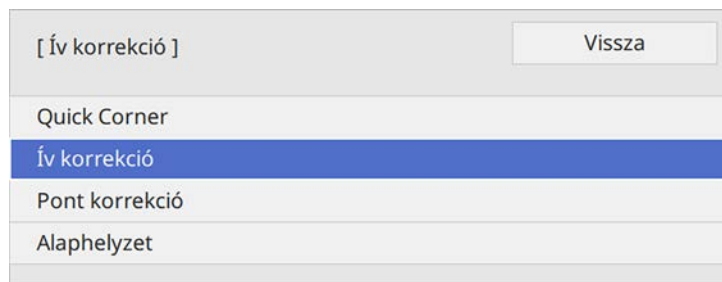 [ Ív korrekció ]
Vissza
Quick Corner
Ív korrekció
Pont korrekció
Alaphelyzet